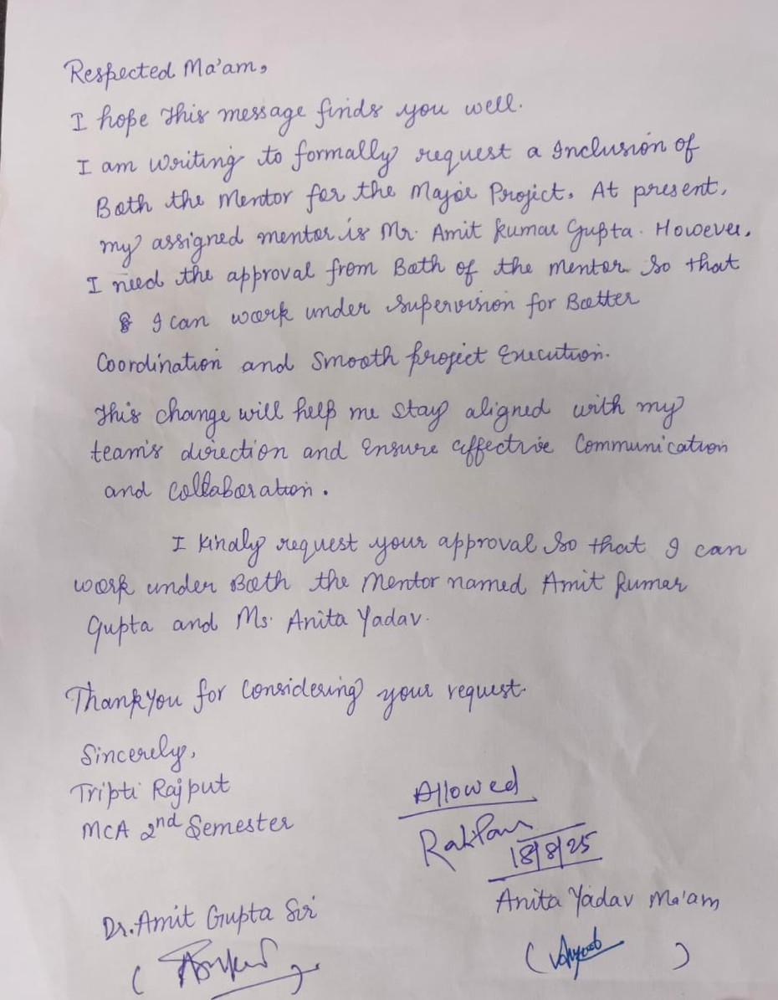 Respected Ma'am,
I hope this message finds you well.
I am writing to formally request a Inclusion of
Both the Mentor for the Major Project. At present,
my assigned mentor is Mr. Amit Kumar Gupta. However,
I need the approval from Both of the mentor so that
I can work under supervision for Better
Coordination and Smooth project Execution.
This change will help me stay aligned with my
team's direction and Ensure effective Communication
and collaboration.
I kindly request your approval so that I can
work under Both the Mentor named Amit Kumar
Gupta and Ms. Anita Yadav.
Thankyou for Considering your request.
Sincerely,
Tripti Rajput
MCA 2nd Semester
Allowed
18/8/25
Anita Yadav Ma'am
Dr. Amit Gupta Sir